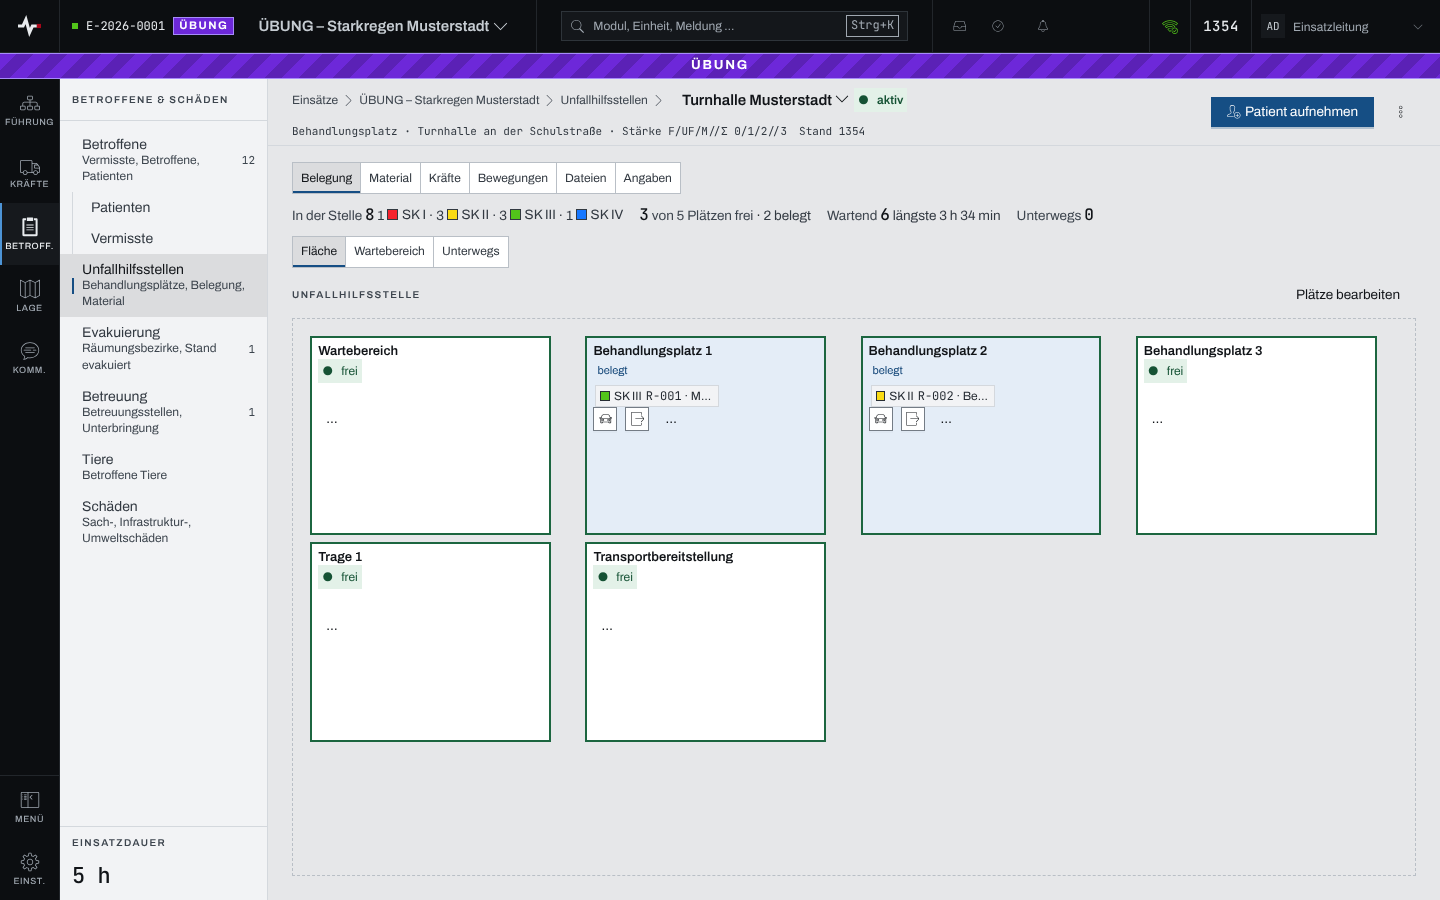 E-2026-0001 ÜBUNG ÜBUNG – Starkregen Musterstadt Modul, Einheit, Meldung ... Strg+K 1354 AD Einsatzleitung
ÜBUNG
FÜHRUNG
KRÄFTE
BETROFF.
LAGE
KOMM.
MENÜ
EINST.
BETROFFENE & SCHÄDEN
Betroffene
Vermisste, Betroffene, 12
Patienten
Patienten
Vermisste
Unfallhilfsstellen
Behandlungsplätze, Belegung,
Material
Evakuierung
Räumungsbezirke, Stand 1
evakuiert
Betreuung
Betreuungsstellen, 1
Unterbringung
Tiere
Betroffene Tiere
Schäden
Sach-, Infrastruktur-,
Umweltschäden
EINSATZDAUER
5 h
Einsätze ÜBUNG – Starkregen Musterstadt Unfallhilfsstellen Turnhalle Musterstadt aktiv
Behandlungsplatz · Turnhalle an der Schulstraße · Stärke F/UF/M//Σ 0/1/2//3 Stand 1354
Patient aufnehmen
Belegung Material Kräfte Bewegungen Dateien Angaben
In der Stelle 8 1 SK I · 3 SK II · 3 SK III · 1 SK IV 3 von 5 Plätzen frei · 2 belegt Wartend 6 längste 3 h 34 min Unterwegs 0
Fläche Wartebereich Unterwegs
UNFALLHILFSSTELLE Plätze bearbeiten
Wartebereich
frei
...
Behandlungsplatz 1
belegt
SK III R-001 · M...
...
Behandlungsplatz 2
belegt
SK II R-002 · Be...
...
Behandlungsplatz 3
frei
...
Trage 1
frei
...
Transportbereitstellung
frei
...